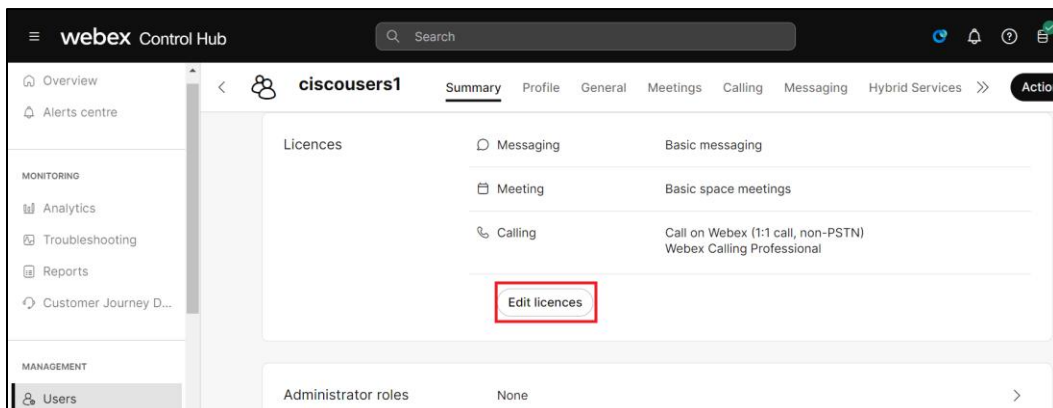 webex Control Hub
Search
Overview
Alerts centre
MONITORING
Analytics
Troubleshooting
Reports
Customer Journey D...
MANAGEMENT
Users
ciscousers1
Summary Profile General Meetings Calling Messaging Hybrid Services
Actio
Licences
Messaging Basic messaging
Meeting Basic space meetings
Calling Call on Webex (1:1 call, non-PSTN)
Webex Calling Professional
Edit licences
Administrator roles None